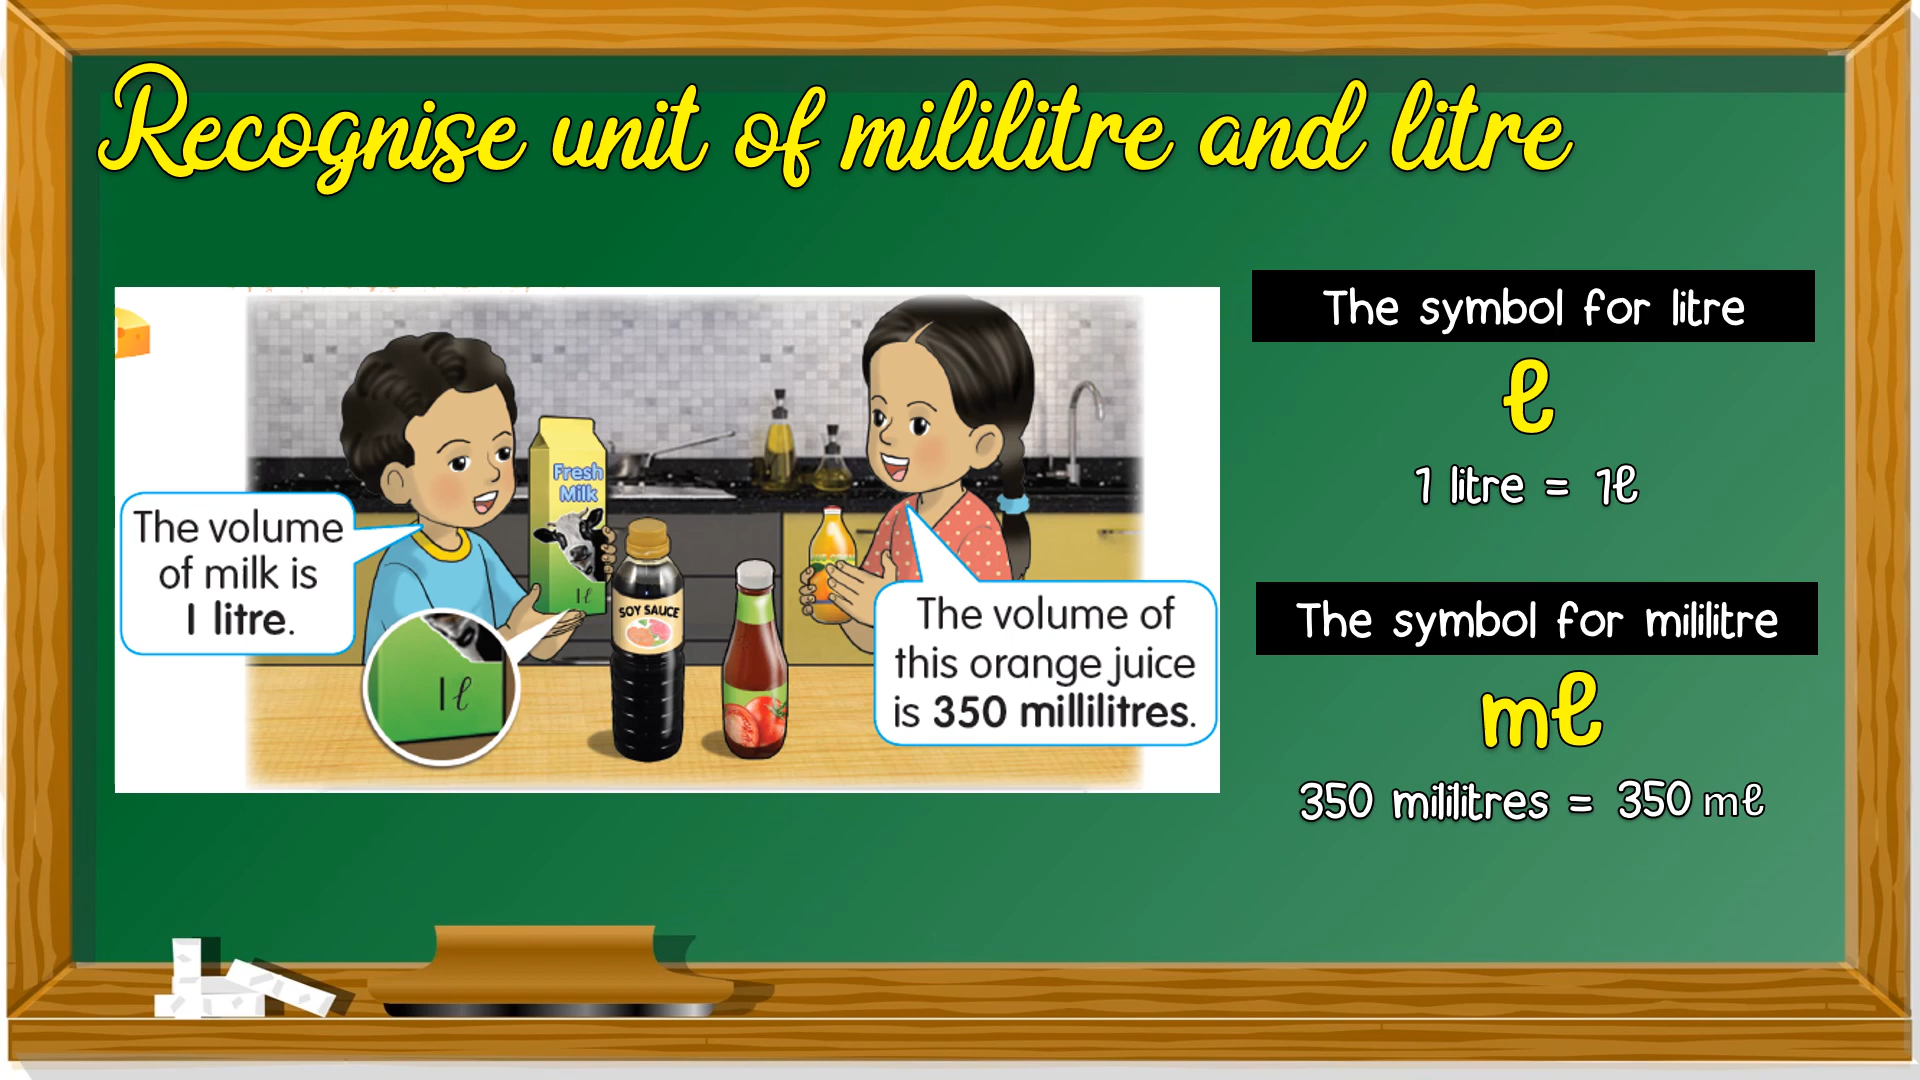 Recognise unit of mililitre and litre
The volume
of milk is
1 litre.
Fresh
Milk
1ℓ
1ℓ
SOY SAUCE
The volume of
this orange juice
is 350 millilitres.
The symbol for litre
ℓ
1 litre = 1ℓ
The symbol for mililitre
mℓ
350 mililitres = 350 mℓ